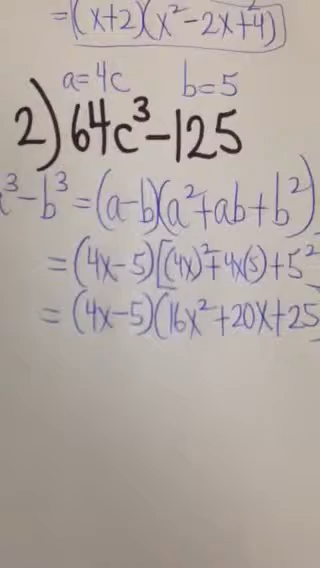 =(x+2)(x²-2x+4)
a=4c b=5
2) 64c³-125
a³-b³=(a-b)(a²+ab+b²)
=(4x-5)[(4x)²+4x(5)+5²
=(4x-5)(16x²+20x+25